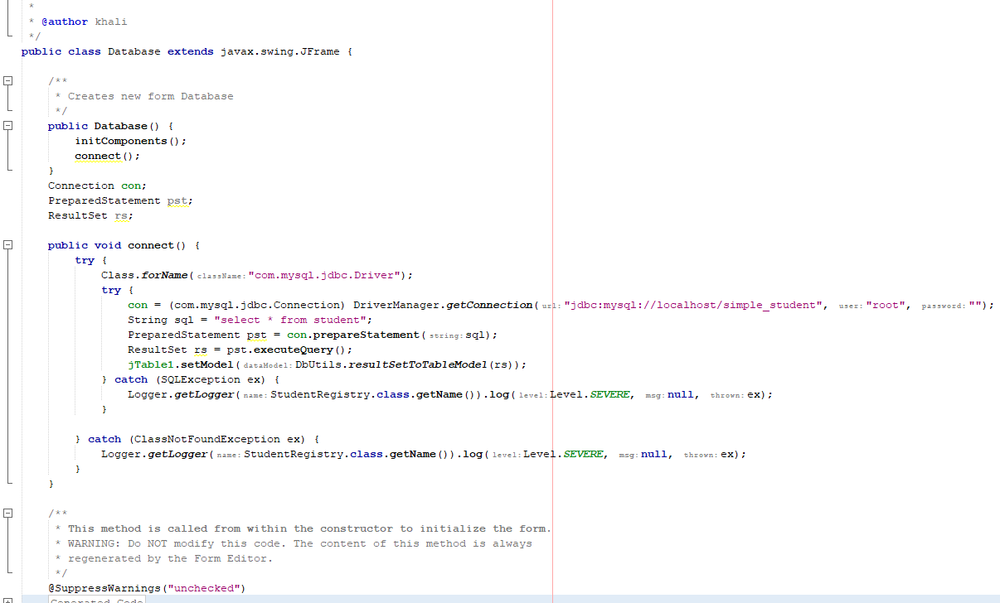 *
* @author khali
*/
public class Database extends javax.swing.JFrame {
/**
* Creates new form Database
*/
public Database() {
initComponents();
connect();
}
Connection con;
PreparedStatement pst;
ResultSet rs;
public void connect() {
try {
Class.forName( className: "com.mysql.jdbc.Driver");
try {
con = (com.mysql.jdbc.Connection) DriverManager.getConnection( url: "jdbc:mysql://localhost/simple_student", user: "root", password: "");
String sql = "select * from student";
PreparedStatement pst = con.prepareStatement( string: sql);
ResultSet rs = pst.executeQuery();
jTable1.setModel( dataModel: DbUtils.resultSetToTableModel(rs));
} catch (SQLException ex) {
Logger.getLogger( name: StudentRegistry.class.getName()).log( level: Level.SEVERE, msg: null, thrown: ex);
}
} catch (ClassNotFoundException ex) {
Logger.getLogger( name: StudentRegistry.class.getName()).log( level: Level.SEVERE, msg: null, thrown: ex);
}
}
/**
* This method is called from within the constructor to initialize the form.
* WARNING: Do NOT modify this code. The content of this method is always
* regenerated by the Form Editor.
*/
@SuppressWarnings("unchecked")
Generated Code